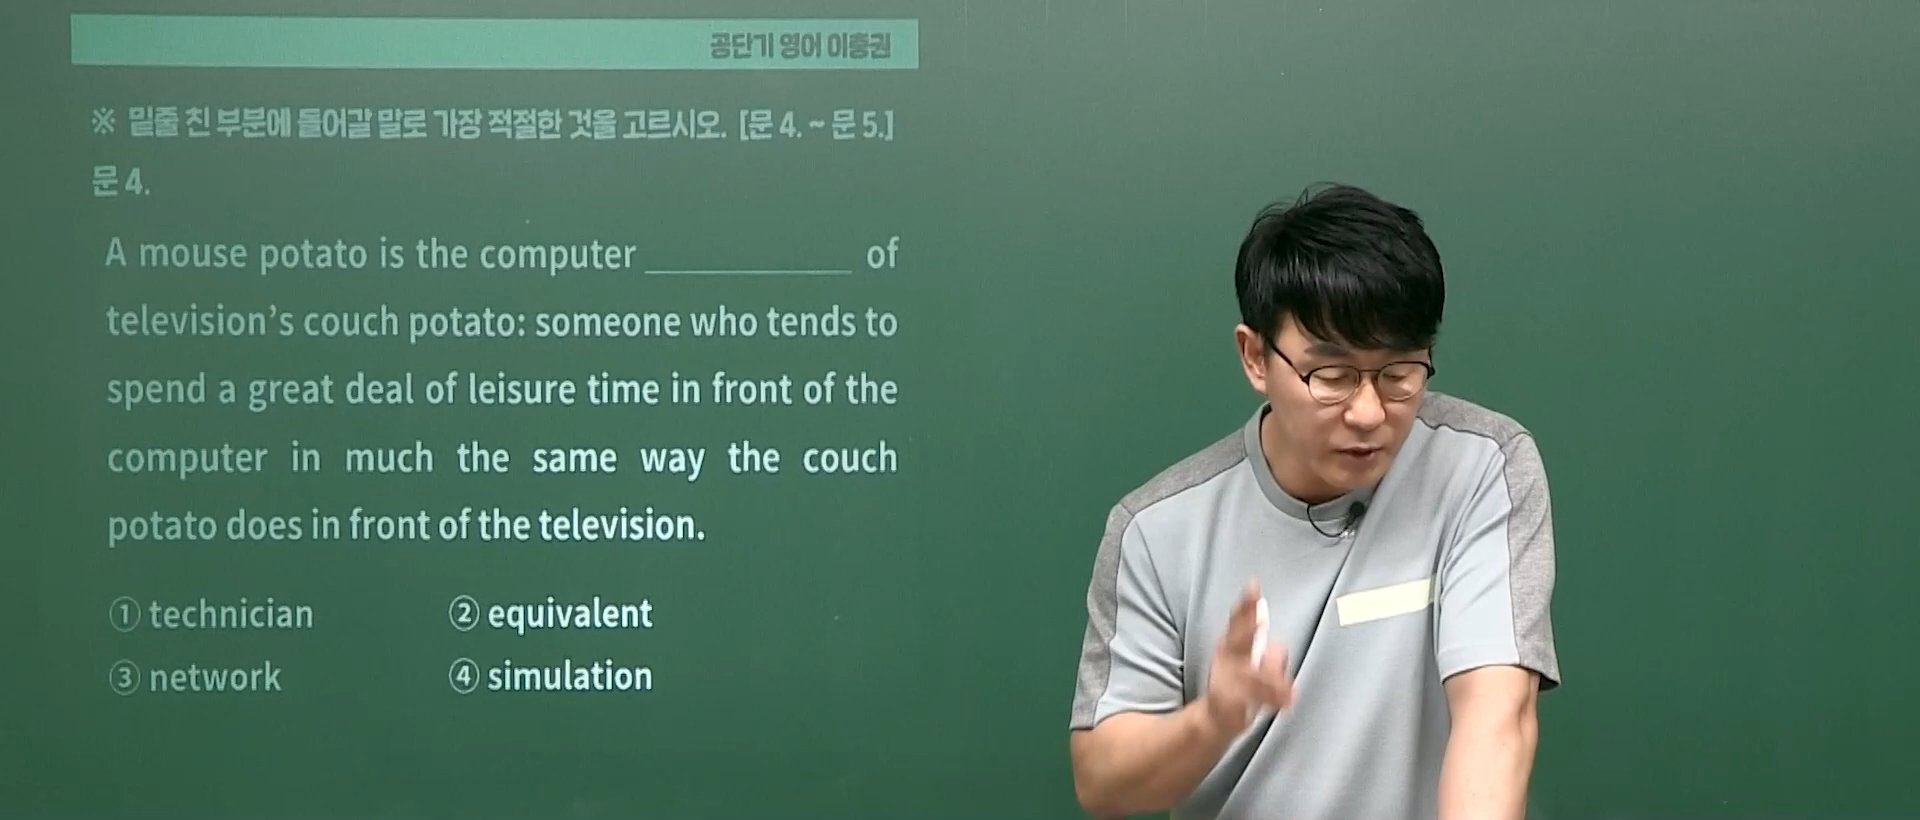 공단기 영어 이홍권
※ 밑줄 친 부분에 들어갈 말로 가장 적절한 것을 고르시오. [문 4. ~ 문 5.]
문 4.
A mouse potato is the computer ____________ of
television’s couch potato: someone who tends to
spend a great deal of leisure time in front of the
computer in much the same way the couch
potato does in front of the television.
① technician ② equivalent
③ network ④ simulation